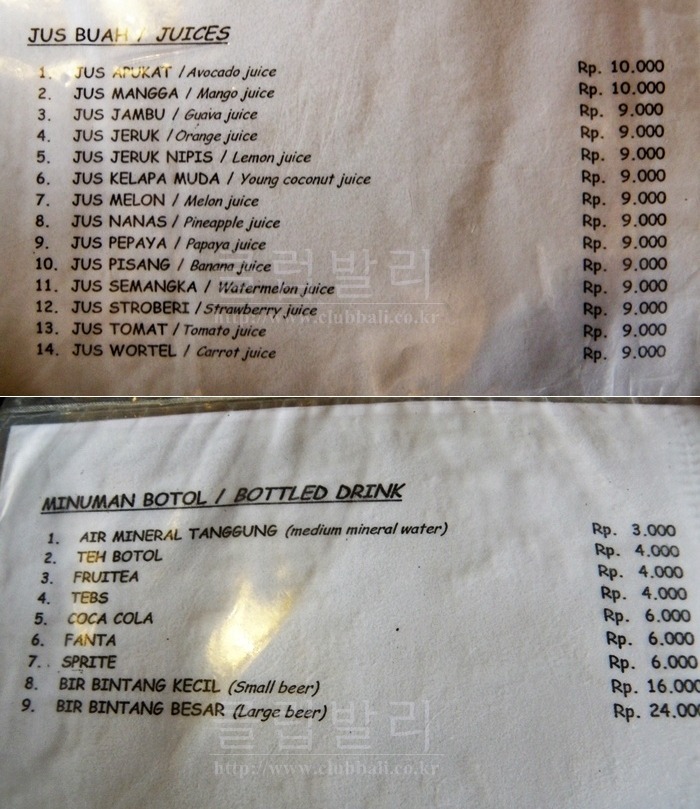 JUS BUAH / JUICES
1. JUS APUKAT / Avocado juice Rp. 10.000
2. JUS MANGGA / Mango juice Rp. 10.000
3. JUS JAMBU / Guava juice Rp. 9.000
4. JUS JERUK / Orange juice Rp. 9.000
5. JUS JERUK NIPIS / Lemon juice Rp. 9.000
6. JUS KELAPA MUDA / Young coconut juice Rp. 9.000
7. JUS MELON / Melon juice Rp. 9.000
8. JUS NANAS / Pineapple juice Rp. 9.000
9. JUS PEPAYA / Papaya juice Rp. 9.000
10. JUS PISANG / Banana juice Rp. 9.000
11. JUS SEMANGKA / Watermelon juice Rp. 9.000
12. JUS STROBERI / Strawberry juice Rp. 9.000
13. JUS TOMAT / Tomato juice Rp. 9.000
14. JUS WORTEL / Carrot juice Rp. 9.000
클럽발리
http://www.clubbali.co.kr
MINUMAN BOTOL / BOTTLED DRINK
1. AIR MINERAL TANGGUNG (medium mineral water) Rp. 3.000
2. TEH BOTOL Rp. 4.000
3. FRUITEA Rp. 4.000
4. TEBS Rp. 4.000
5. COCA COLA Rp. 6.000
6. FANTA Rp. 6.000
7. SPRITE Rp. 6.000
8. BIR BINTANG KECIL (Small beer) Rp. 16.000
9. BIR BINTANG BESAR (Large beer) Rp. 24.000
클럽발리
http://www.clubbali.co.kr